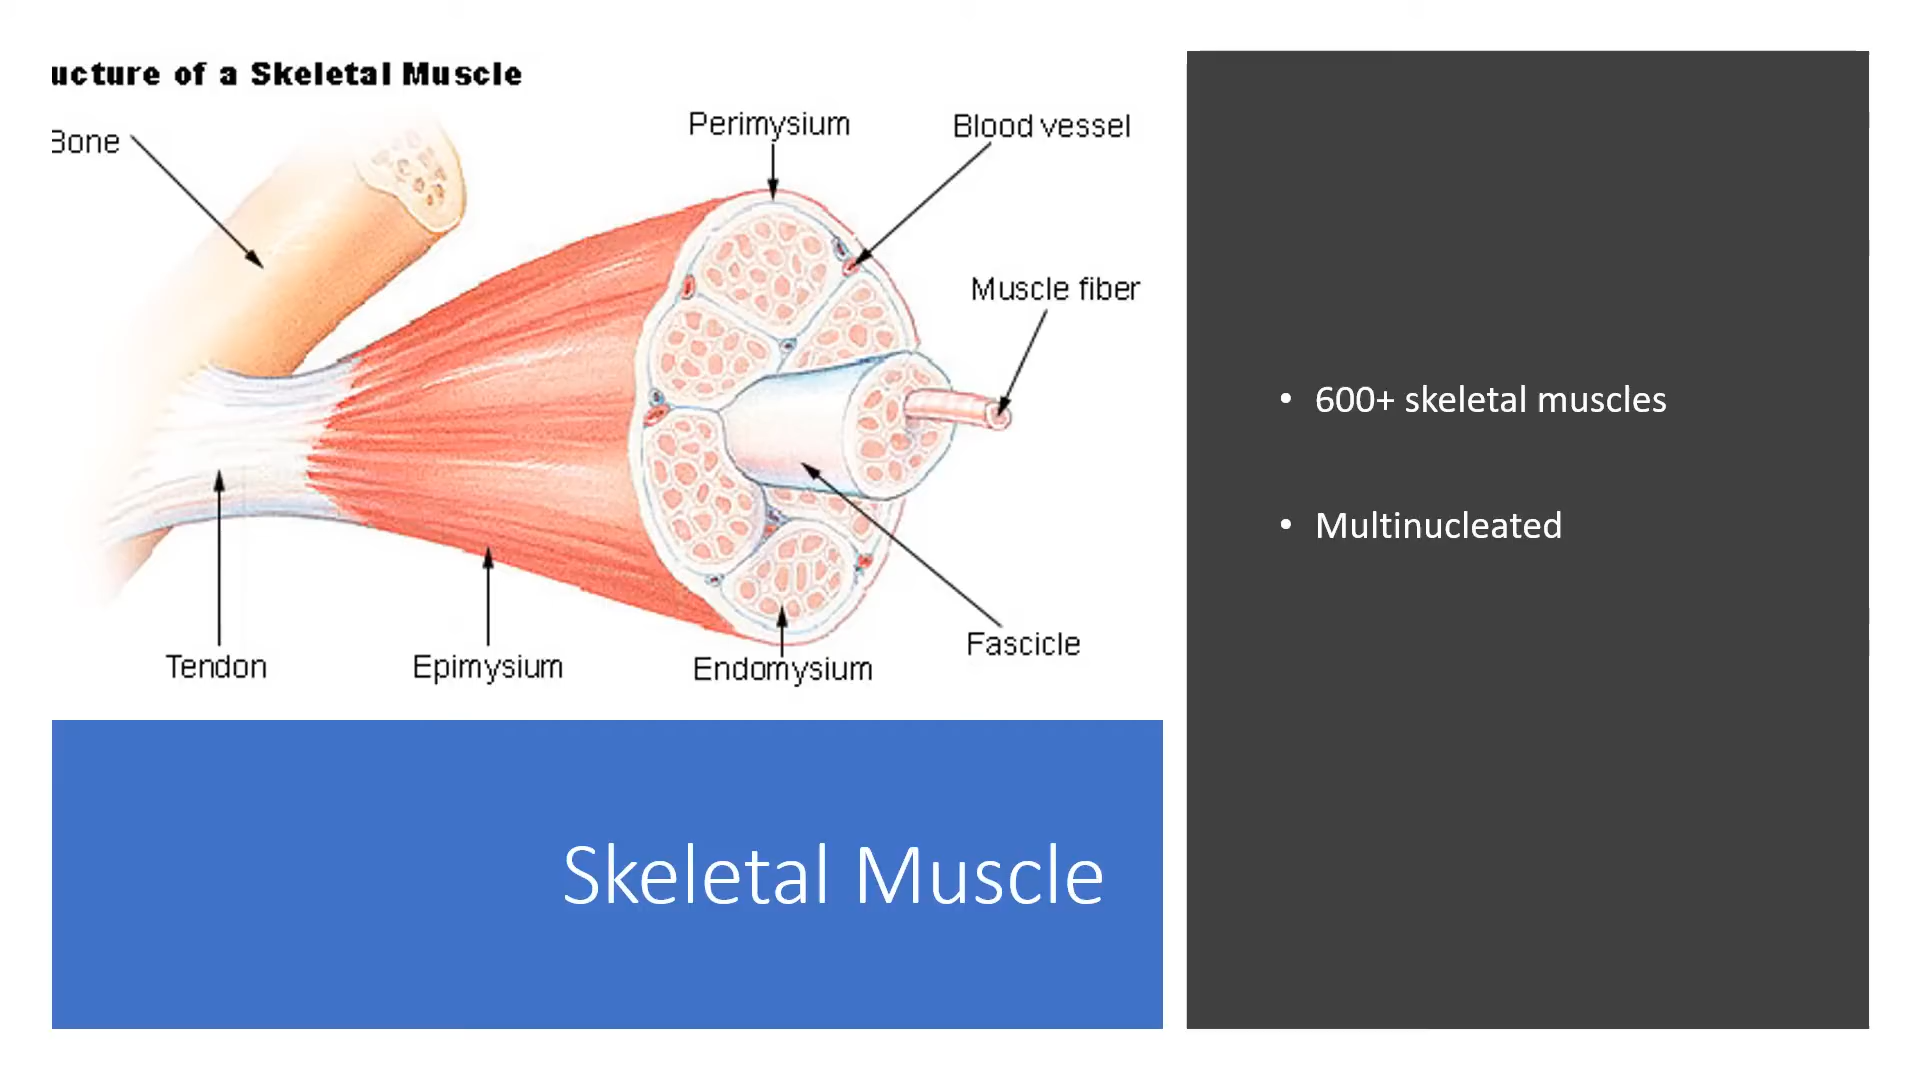 ucture of a Skeletal Muscle
Bone
Perimysium
Blood vessel
Muscle fiber
Tendon
Epimysium
Endomysium
Fascicle
Skeletal Muscle
• 600+ skeletal muscles
• Multinucleated